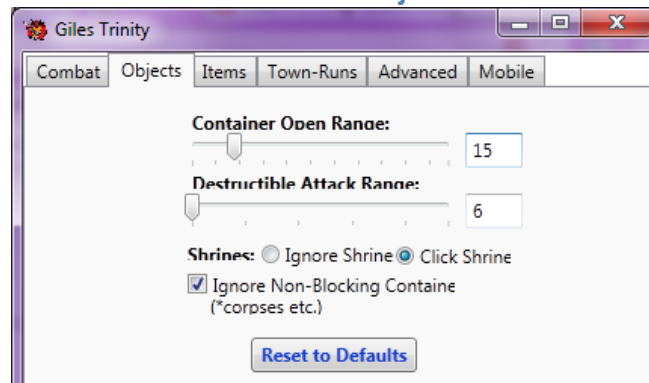 Giles Trinity
Combat Objects Items Town-Runs Advanced Mobile
Container Open Range:
15
Destructible Attack Range:
6
Shrines: Ignore Shrine Click Shrine
Ignore Non-Blocking Containe
(*corpses etc.)
Reset to Defaults